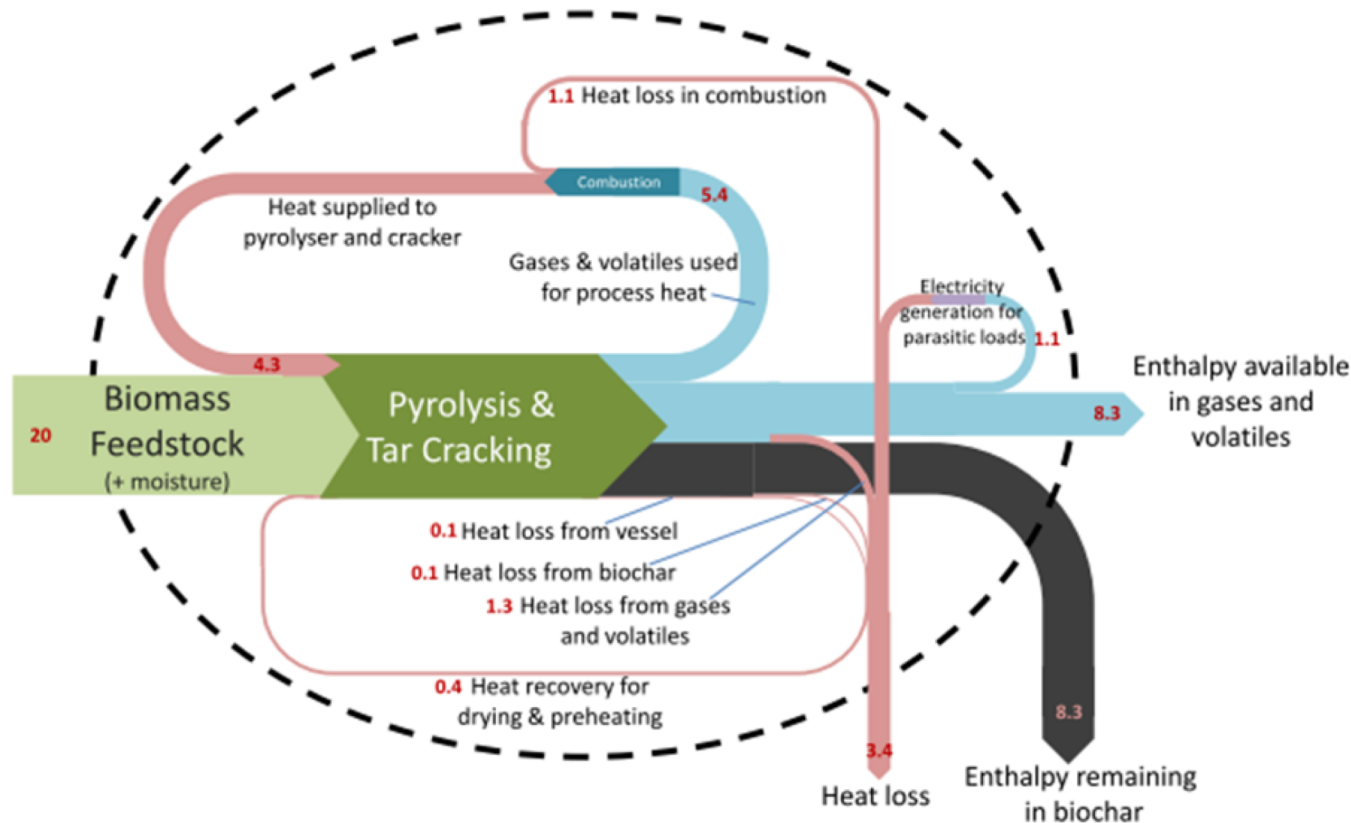 1.1 Heat loss in combustion
Combustion
5.4
Heat supplied to
pyrolyser and cracker
Gases & volatiles used
for process heat
Electricity
generation for
parasitic loads
1.1
4.3
Biomass
Feedstock
(+ moisture)
20
Pyrolysis &
Tar Cracking
Enthalpy available
in gases and
volatiles
8.3
0.1 Heat loss from vessel
0.1 Heat loss from biochar
1.3 Heat loss from gases
and volatiles
0.4 Heat recovery for
drying & preheating
3.4
Heat loss
8.3
Enthalpy remaining
in biochar